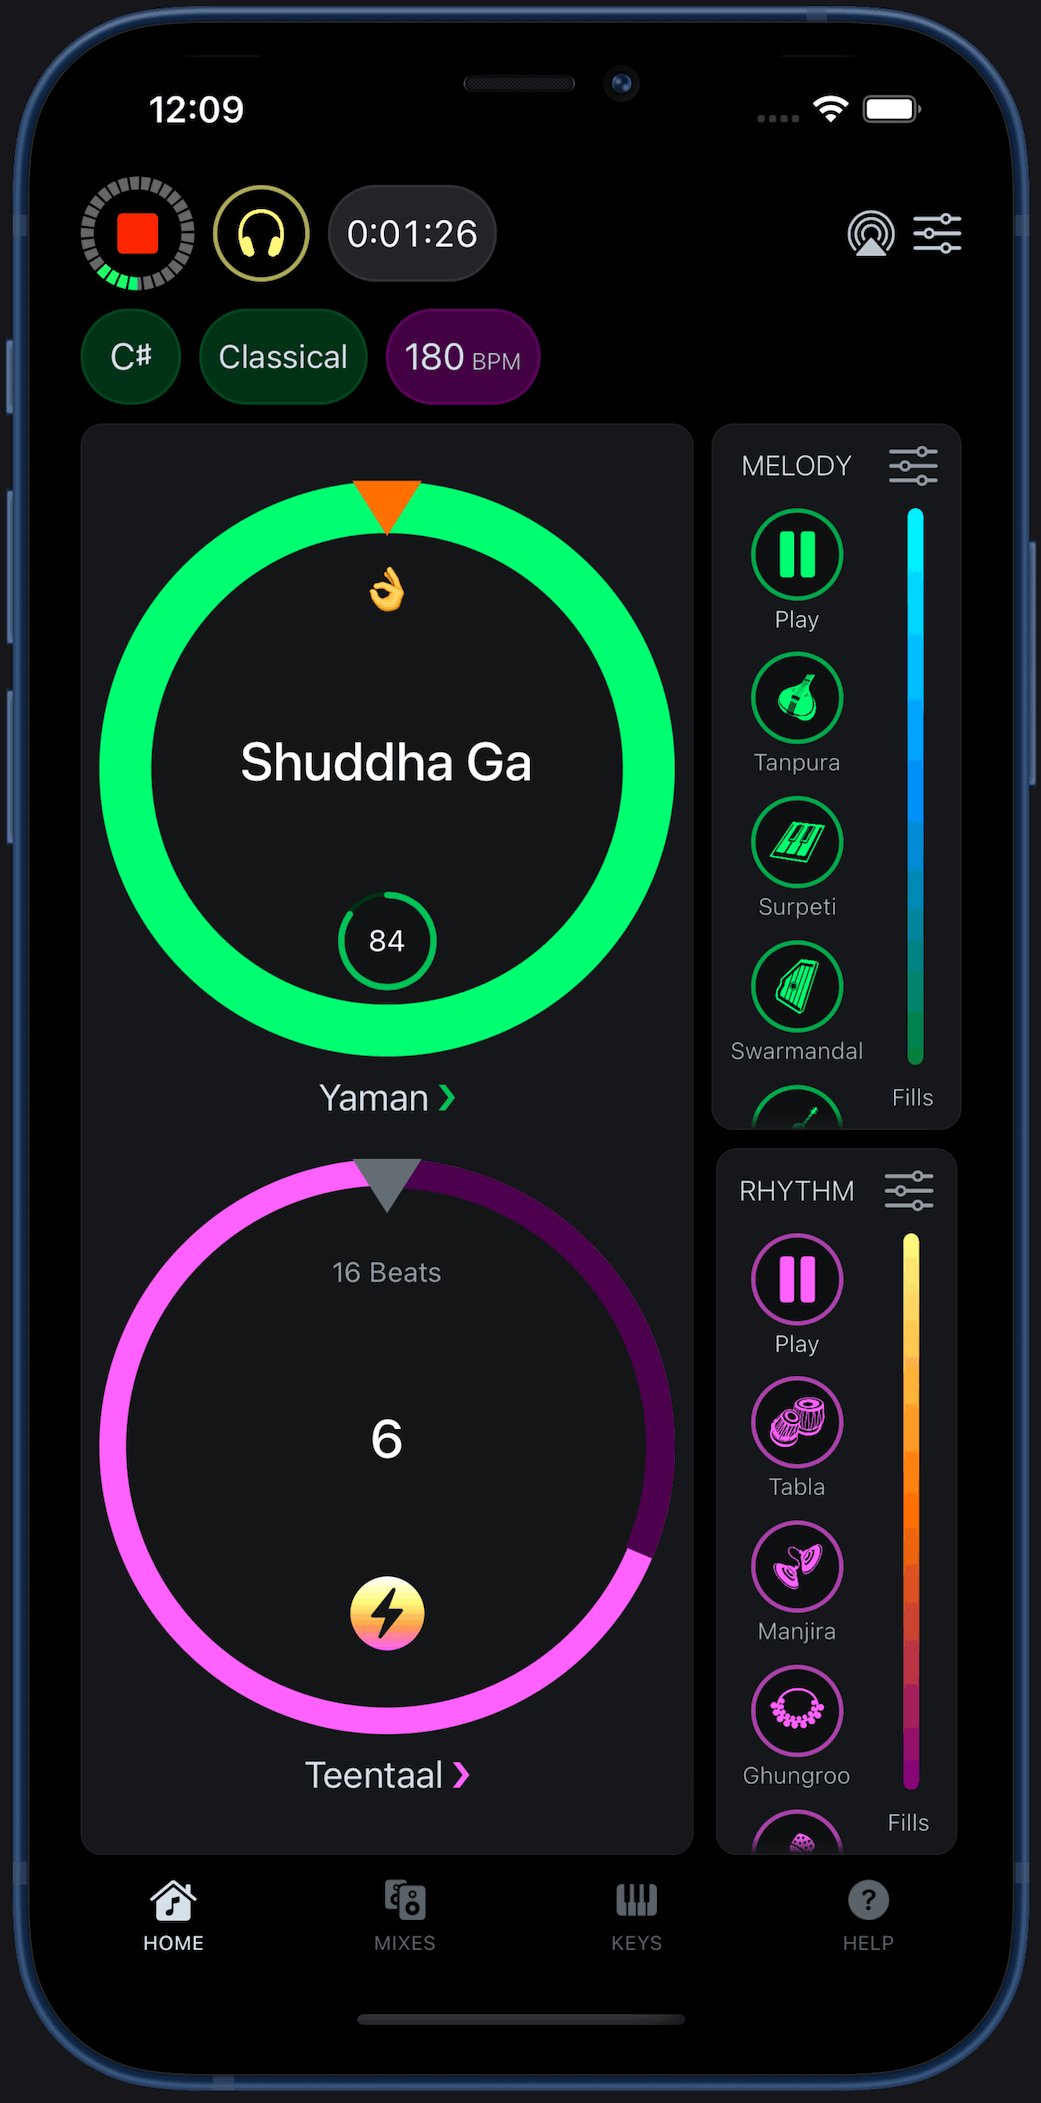 12:09
0:01:26
C♯
Classical
180 BPM
👌
Shuddha Ga
84
Yaman ›
16 Beats
6
Teentaal ›
MELODY
Play
Tanpura
Surpeti
Swarmandal
Fills
RHYTHM
Play
Tabla
Manjira
Ghungroo
Fills
HOME
MIXES
KEYS
?
HELP